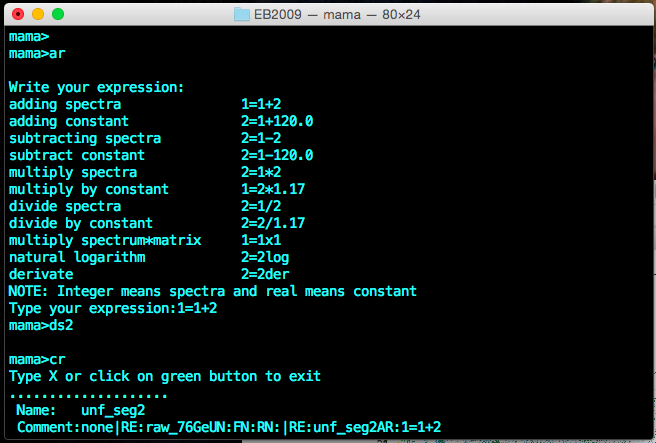 EB2009 — mama — 80×24
mama>
mama>ar
Write your expression:
adding spectra 1=1+2
adding constant 2=1+120.0
subtracting spectra 2=1-2
subtract constant 2=1-120.0
multiply spectra 2=1*2
multiply by constant 1=2*1.17
divide spectra 2=1/2
divide by constant 2=2/1.17
multiply spectrum*matrix 1=1x1
natural logarithm 2=2log
derivate 2=2der
NOTE: Integer means spectra and real means constant
Type your expression:1=1+2
mama>ds2
mama>cr
Type X or click on green button to exit
....................
Name: unf_seg2
Comment:none|RE:raw_76GeUN:FN:RN:|RE:unf_seg2AR:1=1+2